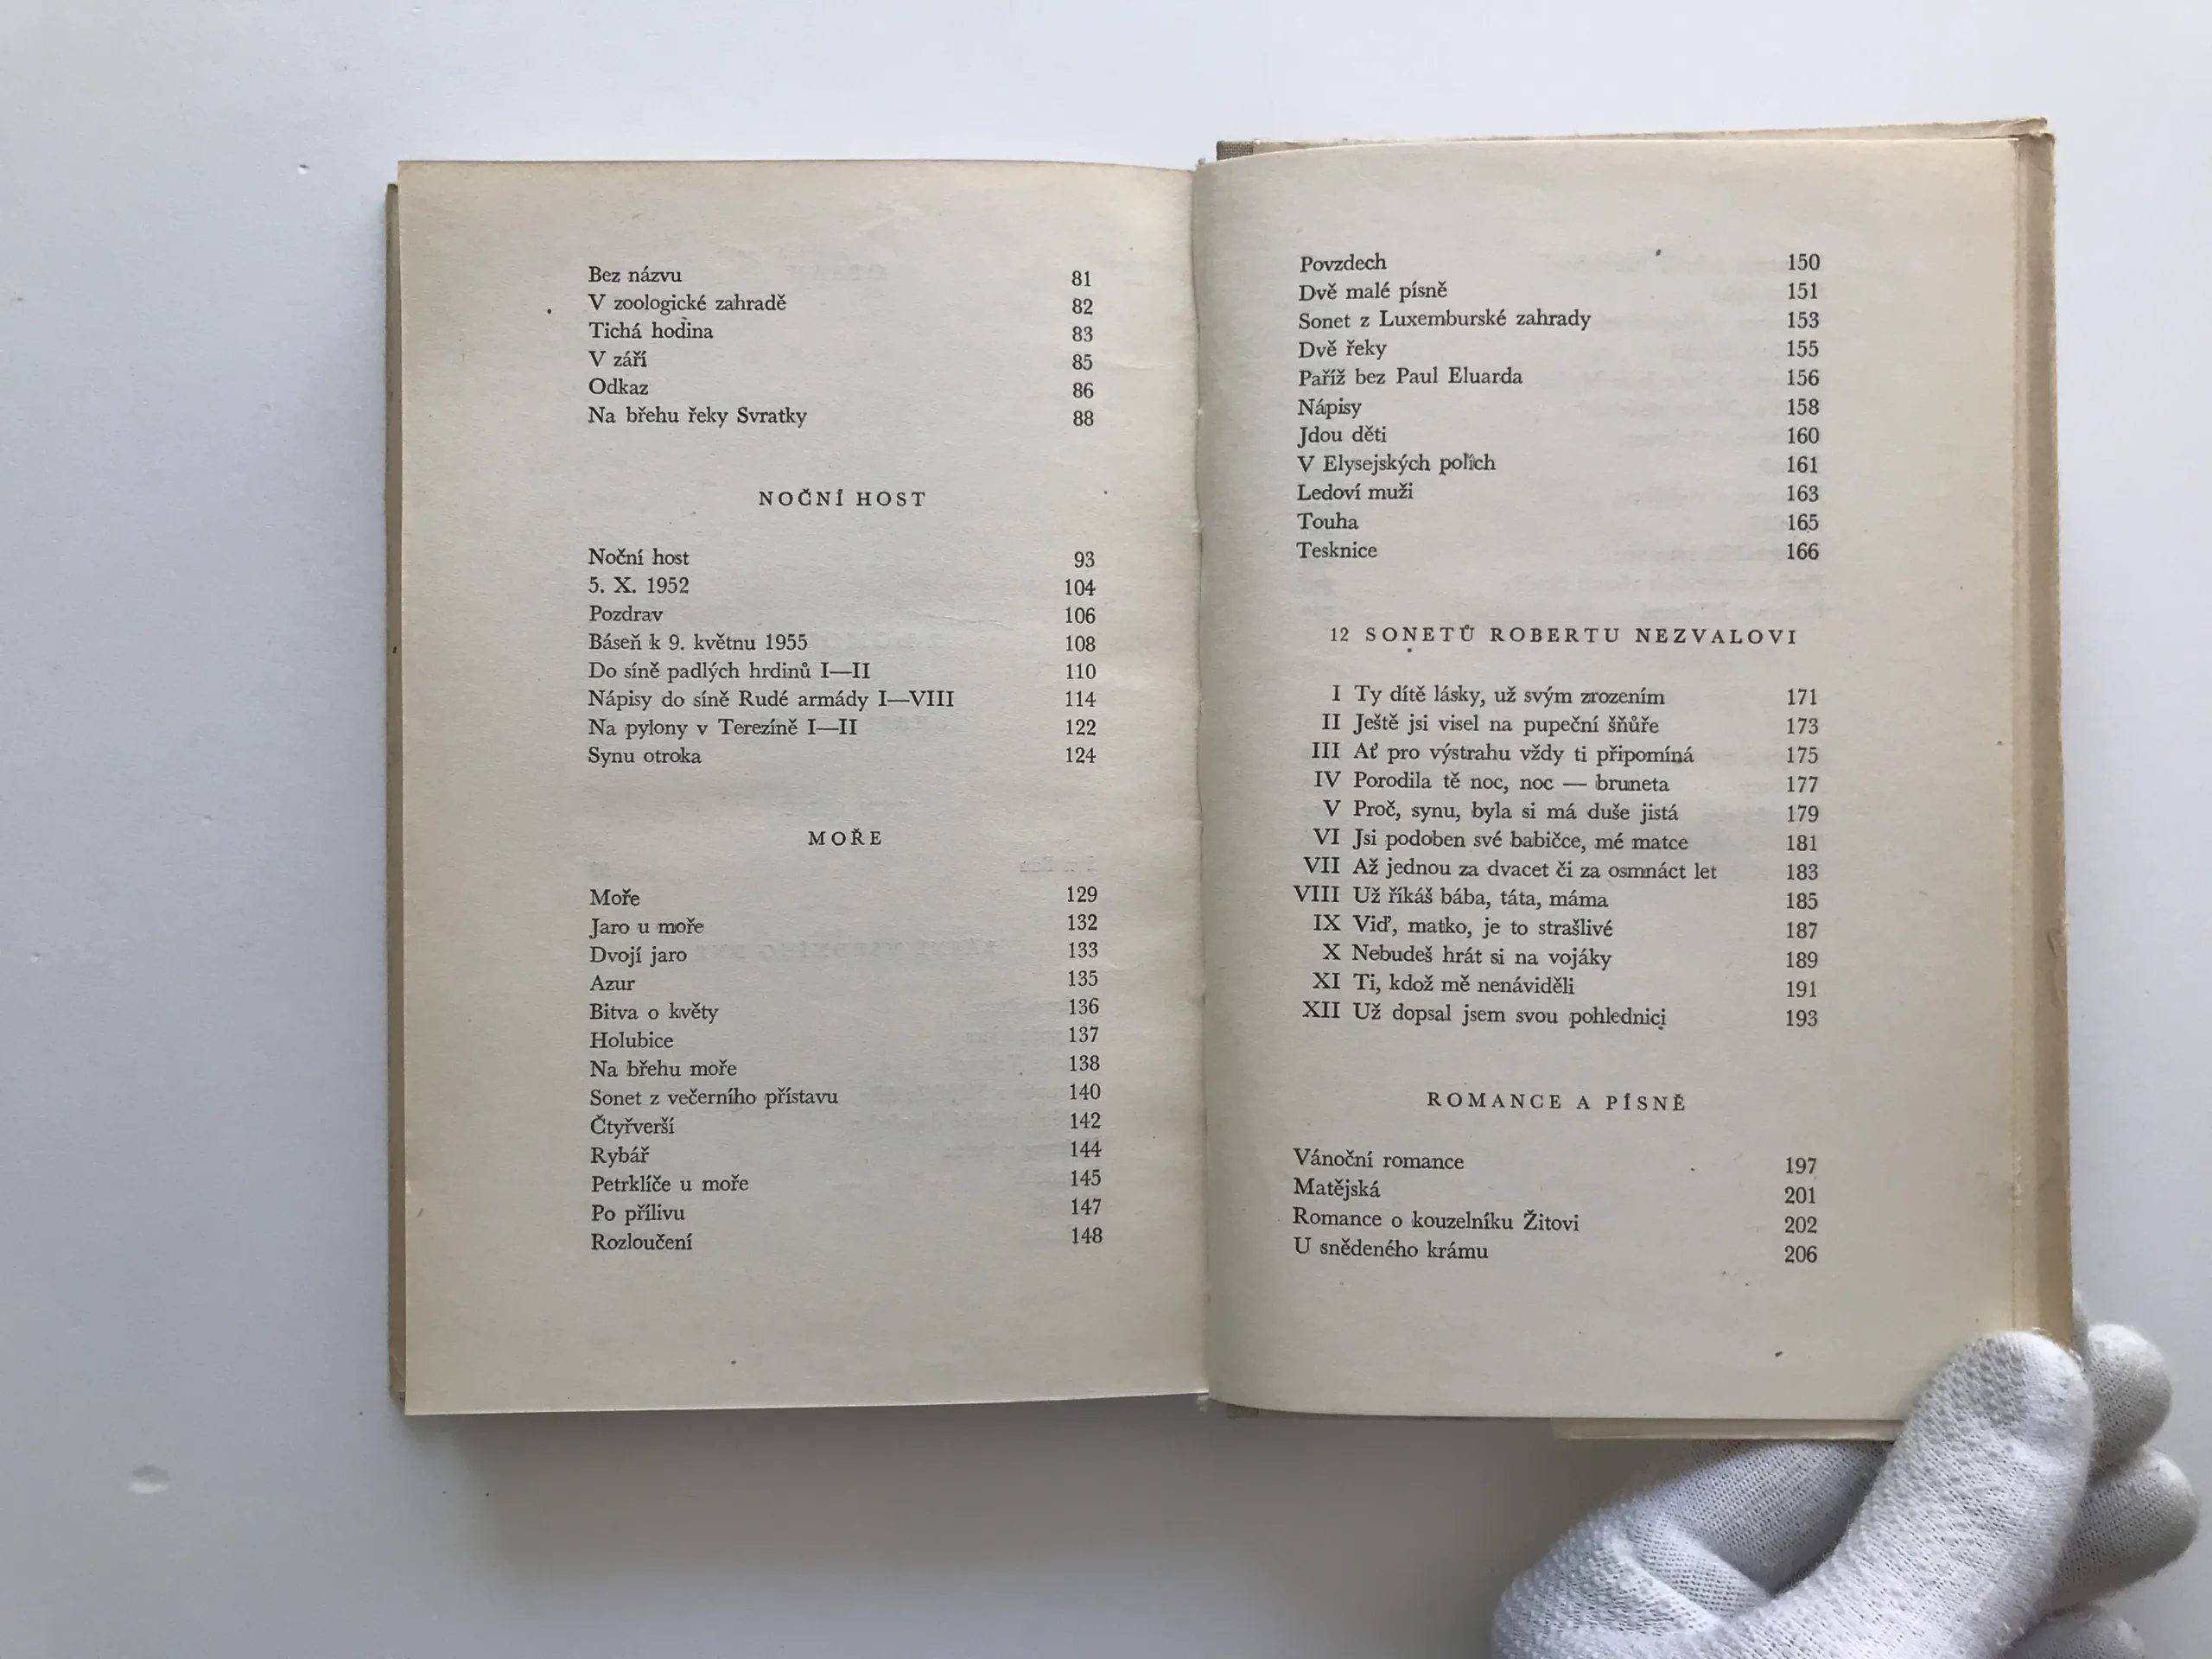 Bez názvu 81
V zoologické zahradě 82
Tichá hodina 83
V září 85
Odkaz 86
Na břehu řeky Svratky 88
NOČNÍ HOST
Noční host 93
5. X. 1952 104
Pozdrav 106
Báseň k 9. květnu 1955 108
Do síně padlých hrdinů I—II 110
Nápisy do síně Rudé armády I—VIII 114
Na pylony v Terezíně I—II 122
Synu otroka 124
MOŘE
Moře 129
Jaro u moře 132
Dvojí jaro 133
Azur 135
Bitva o květy 136
Holubice 137
Na břehu moře 138
Sonet z večerního přístavu 140
Čtyřverší 142
Rybář 144
Petrklíče u moře 145
Po přílivu 147
Rozloučení 148
Povzdech 150
Dvě malé písně 151
Sonet z Luxemburské zahrady 153
Dvě řeky 155
Paříž bez Paul Eluarda 156
Nápisy 158
Jdou děti 160
V Elysejských polích 161
Ledoví muži 163
Touha 165
Tesknice 166
12 SONETŮ ROBERTU NEZVALOVI
I Ty dítě lásky, už svým zrozením 171
II Ještě jsi visel na pupeční šňůře 173
III Ať pro výstrahu vždy ti připomíná 175
IV Porodila tě noc, noc — bruneta 177
V Proč, synu, byla si má duše jistá 179
VI Jsi podoben své babičce, mé matce 181
VII Až jednou za dvacet či za osmnáct let 183
VIII Už říkáš bába, táta, máma 185
IX Viď, matko, je to strašlivé 187
X Nebudeš hrát si na vojáky 189
XI Ti, kdož mě nenáviděli 191
XII Už dopsal jsem svou pohlednici 193
ROMANCE A PÍSNĚ
Vánoční romance 197
Matějská 201
Romance o kouzelníku Žitovi 202
U snědeného krámu 206